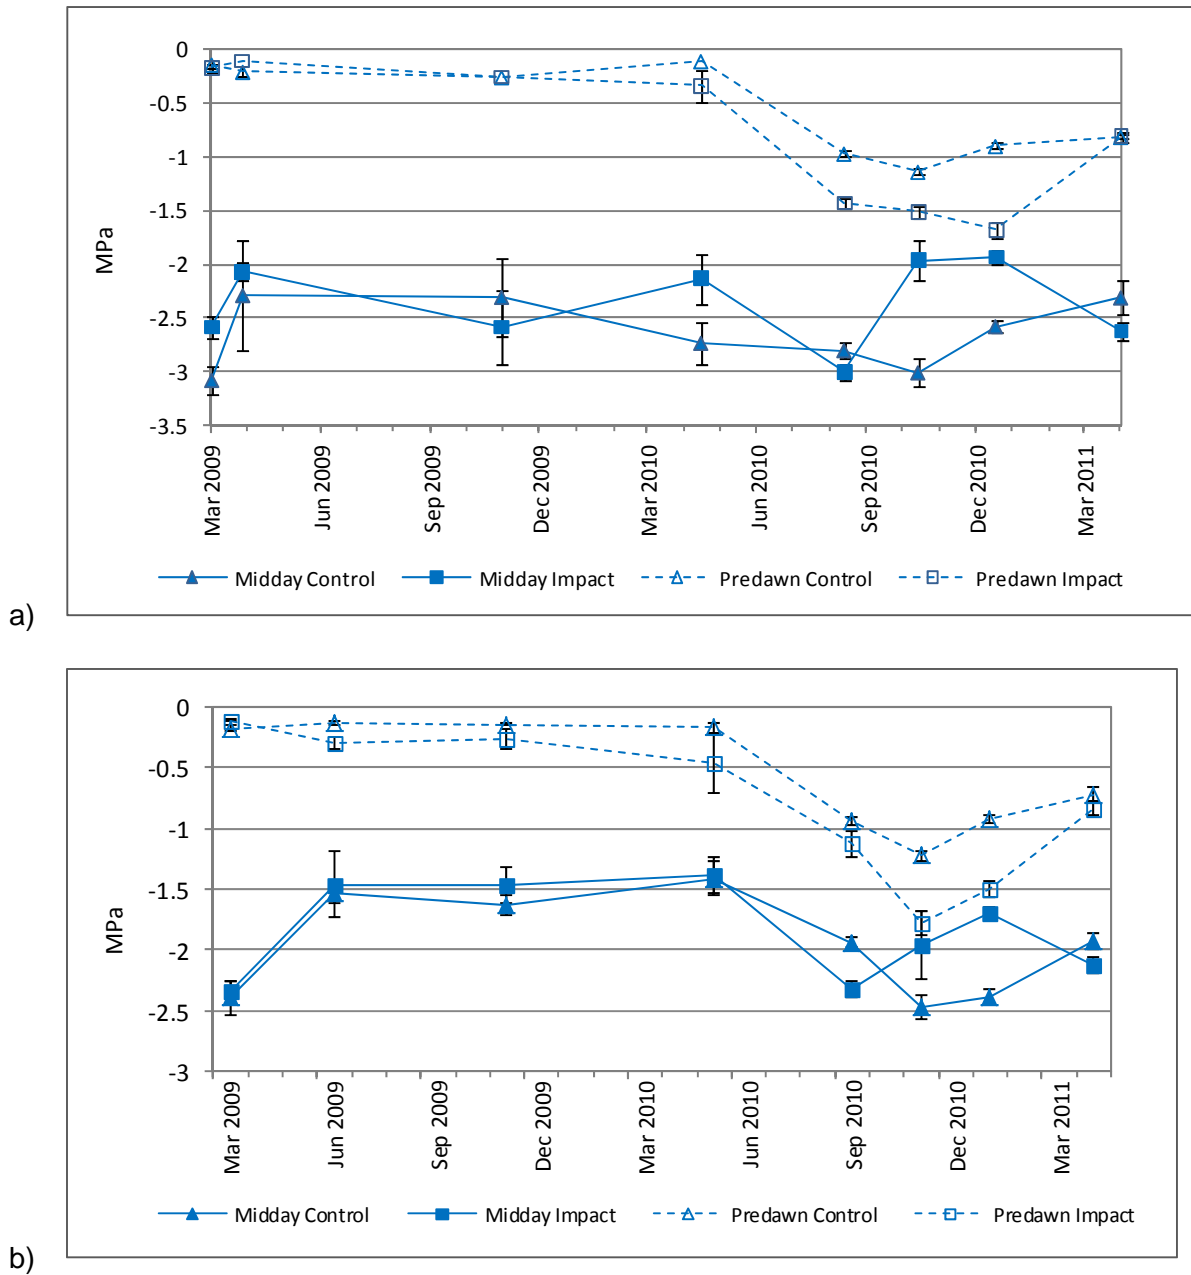 0
-0.5
-1
-1.5
-2
-2.5
-3
-3.5
MPa
Mar 2009
Jun 2009
Sep 2009
Dec 2009
Mar 2010
Jun 2010
Sep 2010
Dec 2010
Mar 2011
Midday Control Midday Impact Predawn Control Predawn Impact
a)
0
-0.5
-1
-1.5
-2
-2.5
-3
MPa
Mar 2009
Jun 2009
Sep 2009
Dec 2009
Mar 2010
Jun 2010
Sep 2010
Dec 2010
Mar 2011
Midday Control Midday Impact Predawn Control Predawn Impact
b)